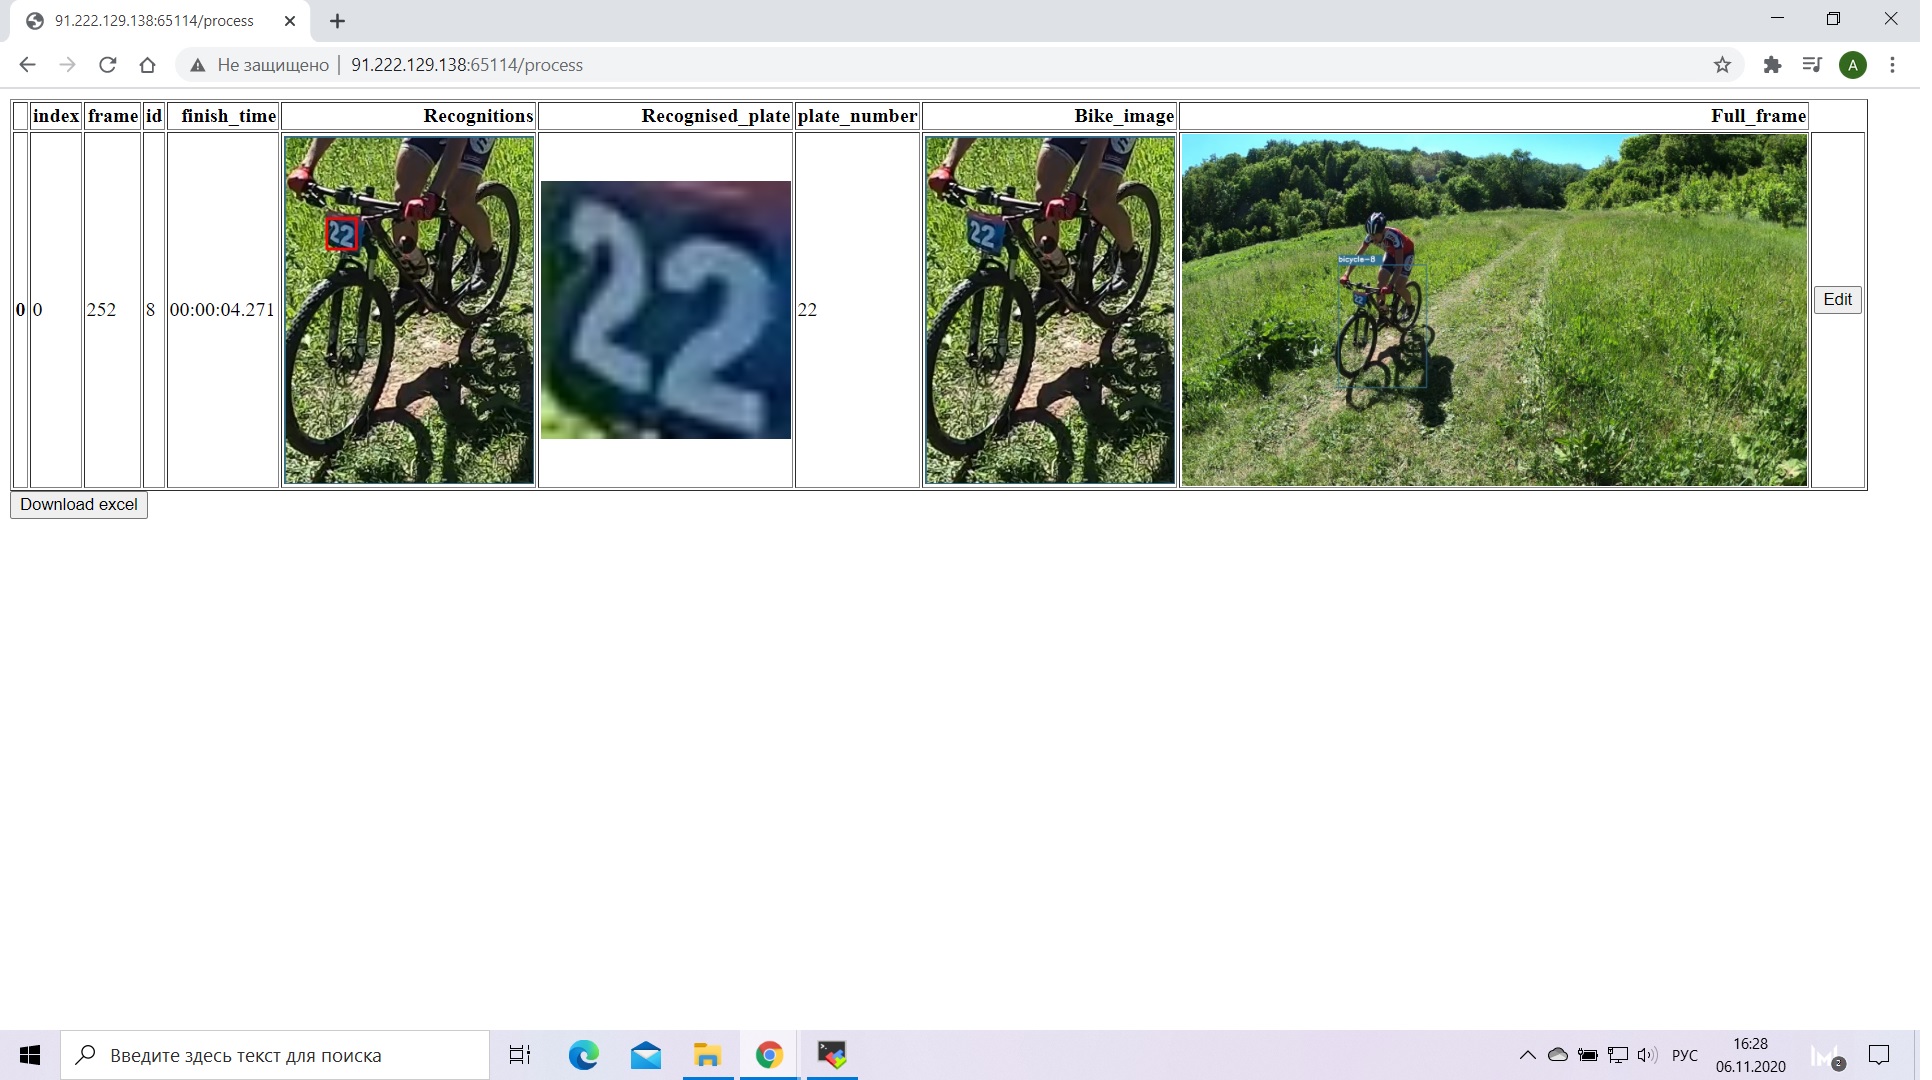 91.222.129.138:65114/process
Не защищено 91.222.129.138:65114/process
A
index frame id finish_time Recognitions Recognised_plate plate_number Bike_image Full_frame
0 0 252 8 00:00:04.271 22 22 22 22 bicycle-8 22 Edit
Download excel
Введите здесь текст для поиска
РУС
16:28
06.11.2020
2